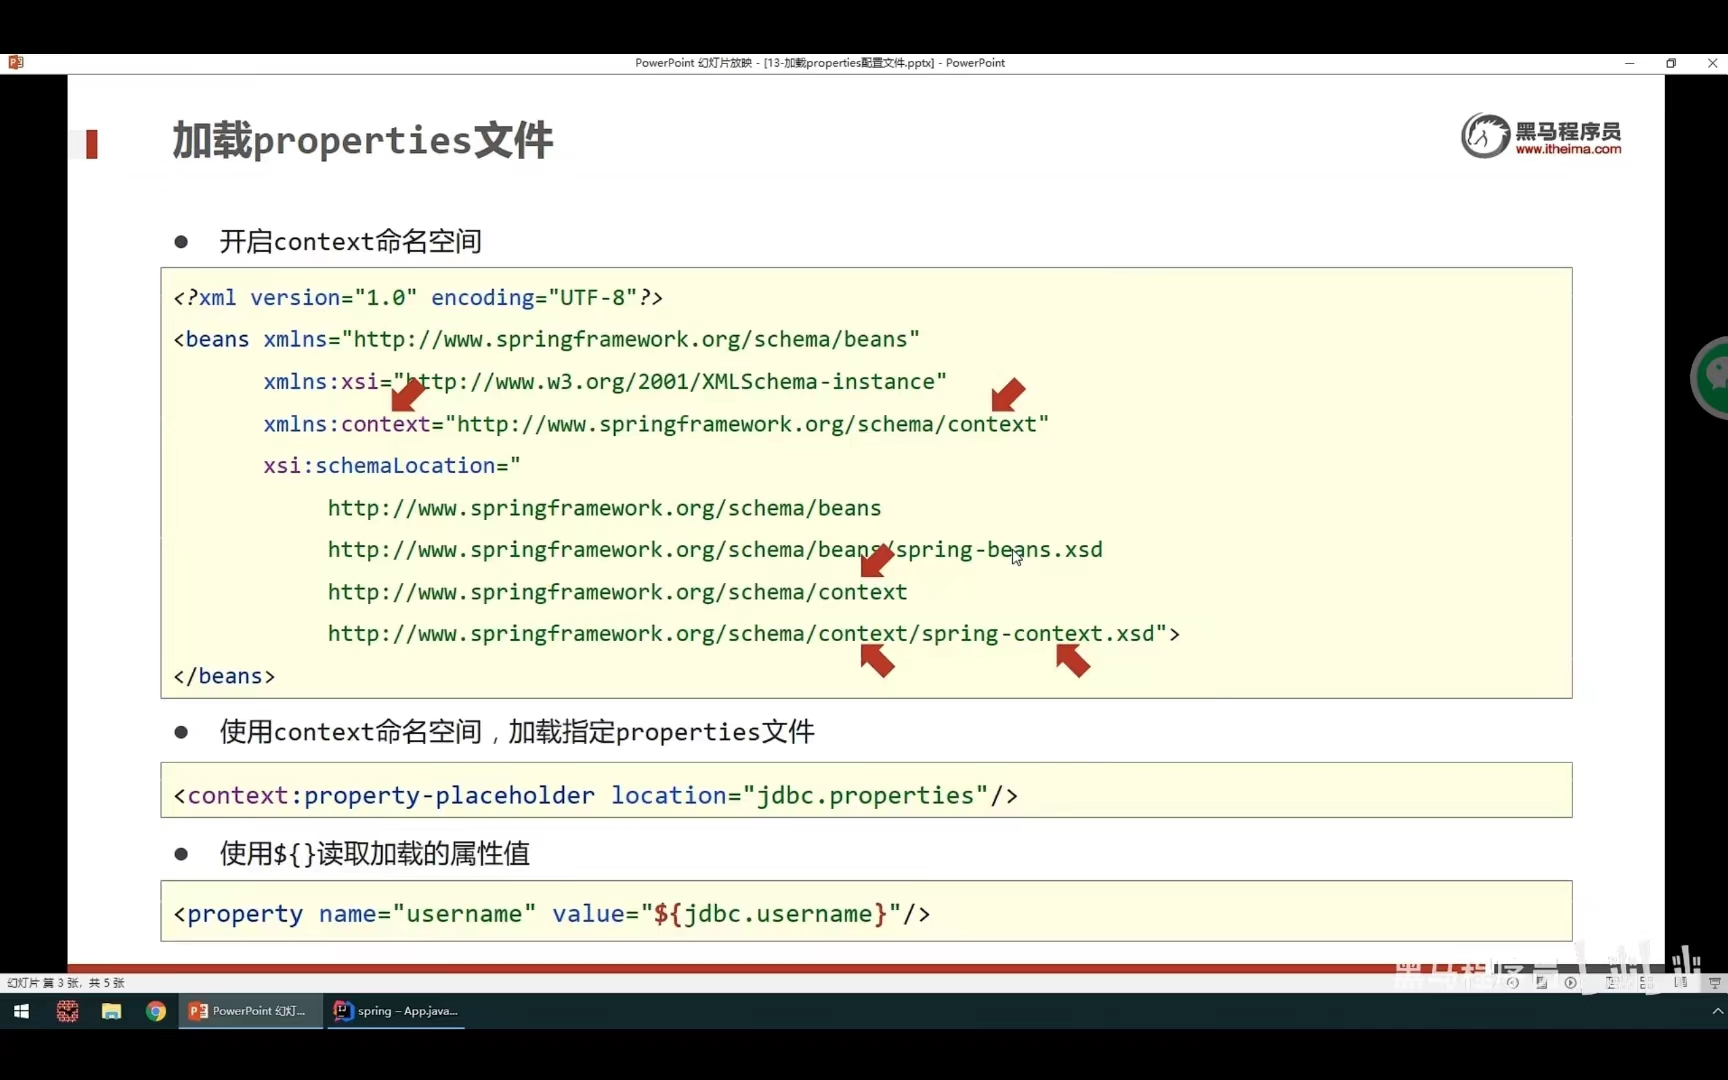 PowerPoint 幻灯片放映 - [13-加载properties配置文件.pptx] - PowerPoint
加载properties文件
黑马程序员
www.itheima.com
● 开启context命名空间
<?xml version="1.0" encoding="UTF-8"?>
<beans xmlns="http://www.springframework.org/schema/beans"
xmlns:xsi="http://www.w3.org/2001/XMLSchema-instance"
xmlns:context="http://www.springframework.org/schema/context"
xsi:schemaLocation="
http://www.springframework.org/schema/beans
http://www.springframework.org/schema/beans/spring-beans.xsd
http://www.springframework.org/schema/context
http://www.springframework.org/schema/context/spring-context.xsd">
</beans>
● 使用context命名空间，加载指定properties文件
<context:property-placeholder location="jdbc.properties"/>
● 使用${}读取加载的属性值
<property name="username" value="${jdbc.username}"/>
黑马程序员
幻灯片 第 3 张，共 5 张
PowerPoint 幻灯...
spring – App.java...